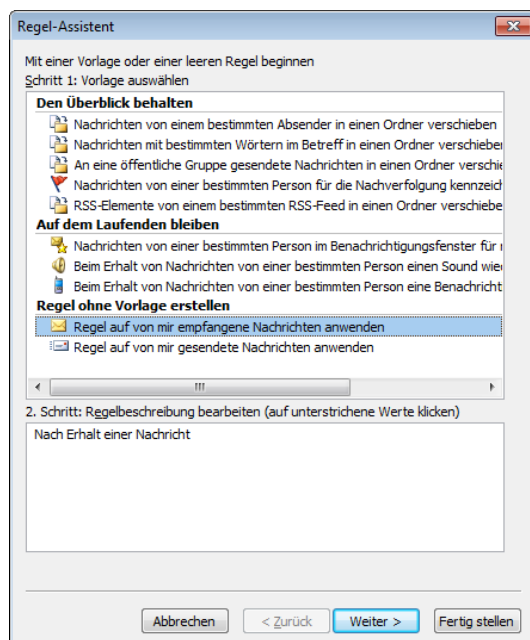 Regel-Assistent
Mit einer Vorlage oder einer leeren Regel beginnen
Schritt 1: Vorlage auswählen
Den Überblick behalten
Nachrichten von einem bestimmten Absender in einen Ordner verschieben
Nachrichten mit bestimmten Wörtern im Betreff in einen Ordner verschieben
An eine öffentliche Gruppe gesendete Nachrichten in einen Ordner verschie
Nachrichten von einer bestimmten Person für die Nachverfolgung kennzeich
RSS-Elemente von einem bestimmten RSS-Feed in einen Ordner verschiebe
Auf dem Laufenden bleiben
Nachrichten von einer bestimmten Person im Benachrichtigungsfenster für
Beim Erhalt von Nachrichten von einer bestimmten Person einen Sound wie
Beim Erhalt von Nachrichten von einer bestimmten Person eine Benachricht
Regel ohne Vorlage erstellen
Regel auf von mir empfangene Nachrichten anwenden
Regel auf von mir gesendete Nachrichten anwenden
2. Schritt: Regelbeschreibung bearbeiten (auf unterstrichene Werte klicken)
Nach Erhalt einer Nachricht
Abbrechen < Zurück Weiter > Fertig stellen